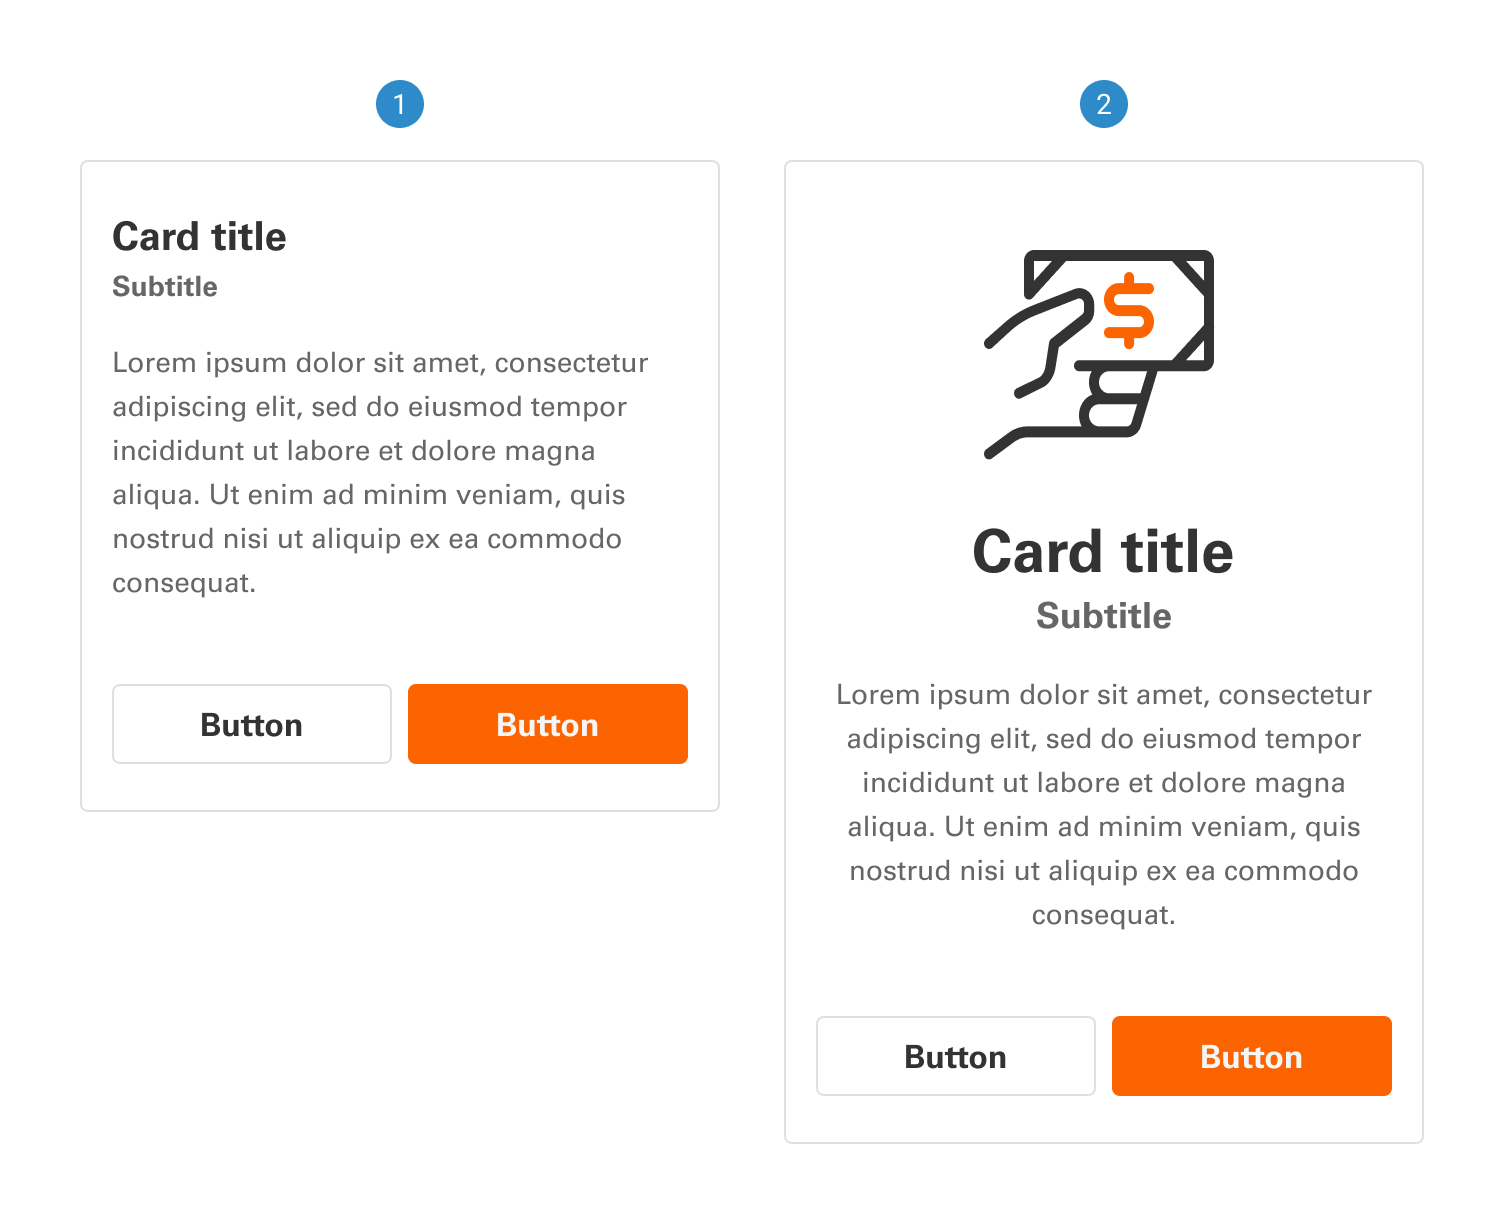 1
Card title
Subtitle
Lorem ipsum dolor sit amet, consectetur
adipiscing elit, sed do eiusmod tempor
incididunt ut labore et dolore magna
aliqua. Ut enim ad minim veniam, quis
nostrud nisi ut aliquip ex ea commodo
consequat.
Button
Button
2
$
Card title
Subtitle
Lorem ipsum dolor sit amet, consectetur
adipiscing elit, sed do eiusmod tempor
incididunt ut labore et dolore magna
aliqua. Ut enim ad minim veniam, quis
nostrud nisi ut aliquip ex ea commodo
consequat.
Button
Button